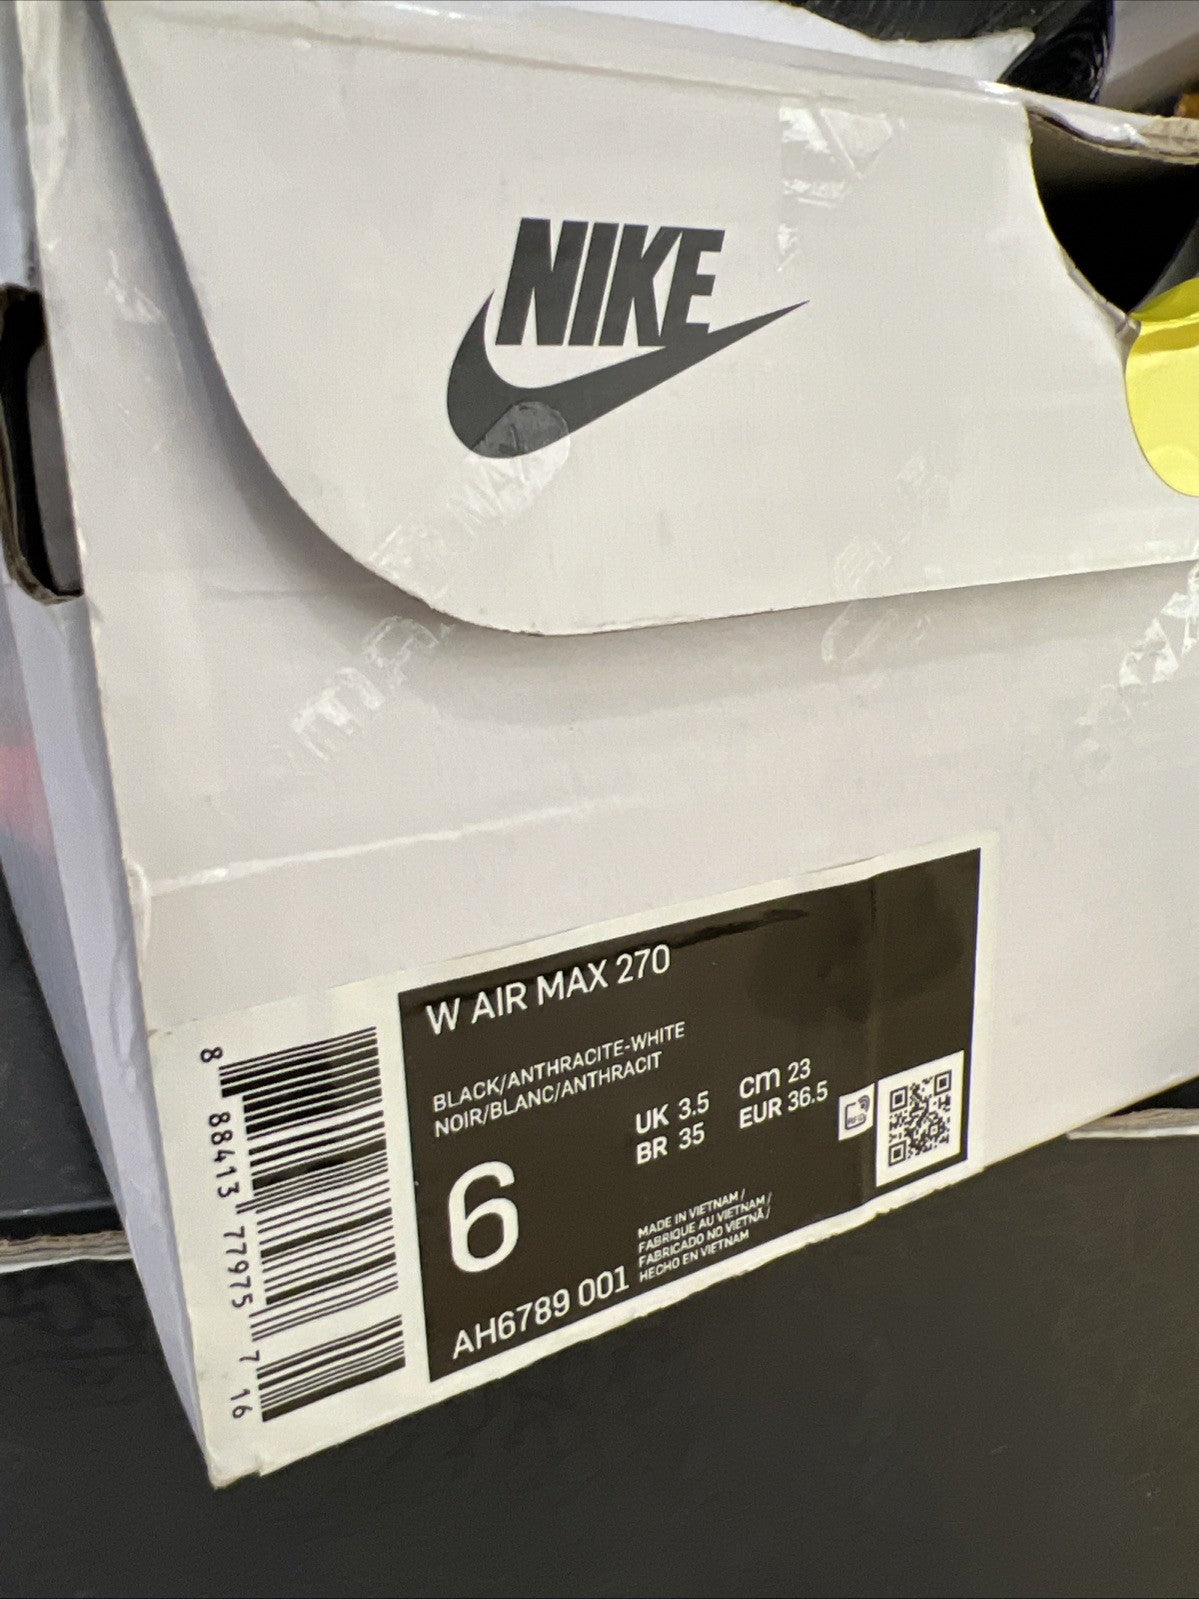 NIKE
W AIR MAX 270
BLACK/ANTHRACITE-WHITE
NOIR/BLANC/ANTHRACIT
UK 3.5 cm 23
BR 35 EUR 36.5
6
MADE IN VIETNAM /
FABRIQUE AU VIETNAM /
FABRICADO NO VIETNÃ /
HECHO EN VIETNAM
AH6789 001
8 88413 77975 7 16